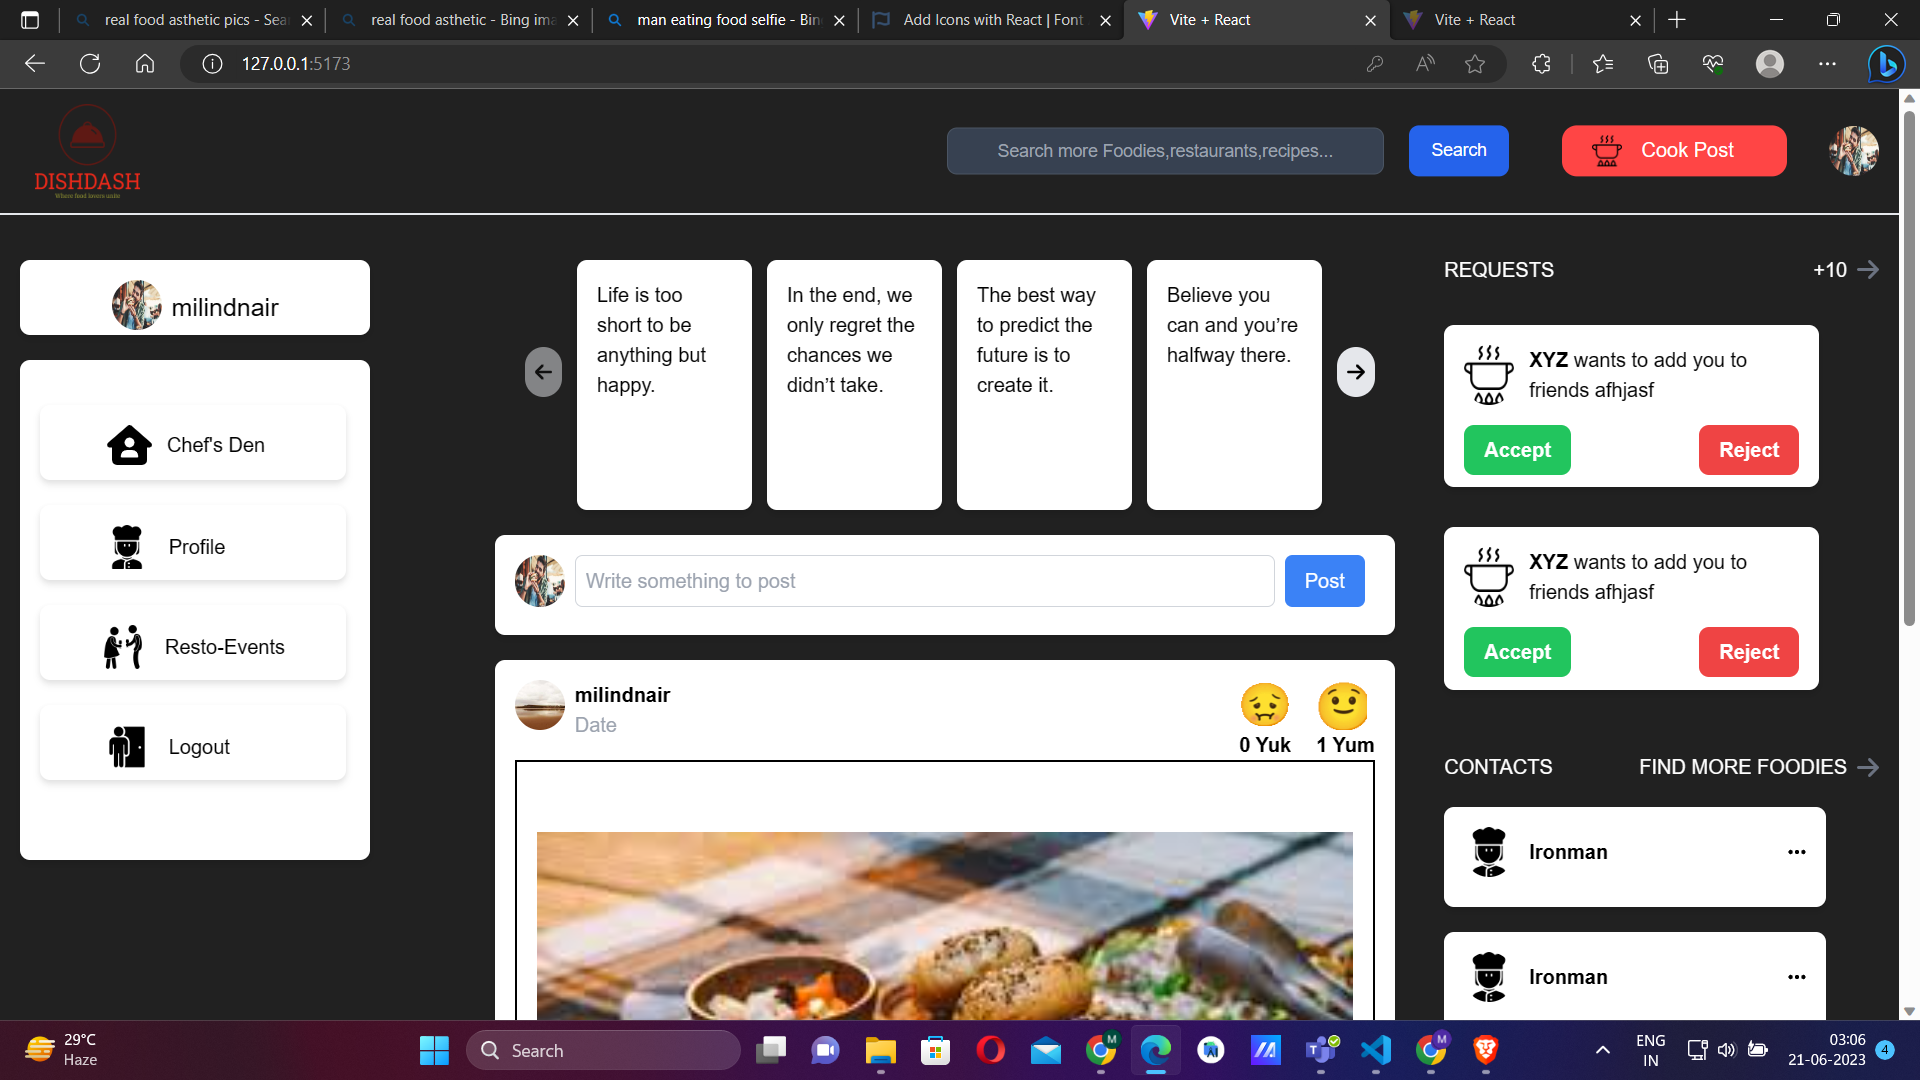 real food asthetic pics - Sea
real food asthetic - Bing ima
man eating food selfie - Bin
Add Icons with React | Font
Vite + React
Vite + React
127.0.0.1:5173
DISHDASH
Where food lovers unite
Search more Foodies,restaurants,recipes...
Search
Cook Post
milindnair
Chef's Den
Profile
Resto-Events
Logout
Life is too
short to be
anything but
happy.
In the end, we
only regret the
chances we
didn’t take.
The best way
to predict the
future is to
create it.
Believe you
can and you’re
halfway there.
Write something to post
Post
milindnair
Date
0 Yuk
1 Yum
REQUESTS
+10
XYZ wants to add you to
friends afhjasf
Accept
Reject
XYZ wants to add you to
friends afhjasf
Accept
Reject
CONTACTS
FIND MORE FOODIES
Ironman
Ironman
29°C
Haze
Search
M
M
ENG
IN
03:06
21-06-2023
4